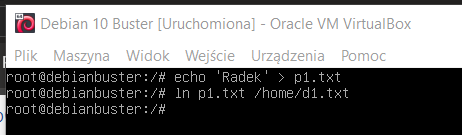 Debian 10 Buster [Uruchomiona] - Oracle VM VirtualBox
Plik Maszyna Widok Wejście Urządzenia Pomoc
root@debianbuster:/# echo 'Radek' > p1.txt
root@debianbuster:/# ln p1.txt /home/d1.txt
root@debianbuster:/#